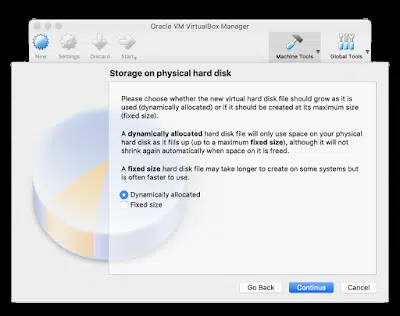 Oracle VM VirtualBox Manager
New Settings Discard Start Machine Tools Global Tools
Storage on physical hard disk
Please choose whether the new virtual hard disk file should grow as it is
used (dynamically allocated) or if it should be created at its maximum size
(fixed size).
A dynamically allocated hard disk file will only use space on your physical
hard disk as it fills up (up to a maximum fixed size), although it will not
shrink again automatically when space on it is freed.
A fixed size hard disk file may take longer to create on some systems but
is often faster to use.
Dynamically allocated
Fixed size
Go Back Continue Cancel